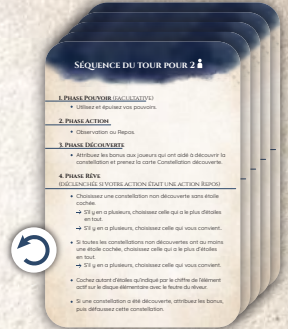 SÉQUENCE DU TOUR POUR 2
1. PHASE POUVOIR (FACULTATIVE)
• Utilisez et épuisez vos pouvoirs.
2. PHASE ACTION
• Observation ou Repos.
3. PHASE DÉCOUVERTE
• Attribuez les bonus aux joueurs qui ont aidé à découvrir la
constellation et prenez la carte Constellation découverte.
4. PHASE RÊVE
(DÉCLENCHÉE SI VOTRE ACTION ÉTAIT UNE ACTION REPOS)
• Choisissez une constellation non découverte sans étoile
cochée.
→ S'il y en a plusieurs, choisissez celle qui a le plus d'étoiles
en tout.
→ S'il y en a plusieurs, choisissez celle qui vous convient.
• Si toutes les constellations non découvertes ont au moins
une étoile cochée, choisissez celle qui a le plus d'étoiles
en tout.
→ S'il y en a plusieurs, choisissez celle qui vous convient.
• Cochez autant d'étoiles qu'indiqué par le chiffre de l'élément
actif sur le disque élémentaire avec le feutre du rêveur.
• Si une constellation a été découverte, attribuez les bonus,
puis défaussez cette constellation.